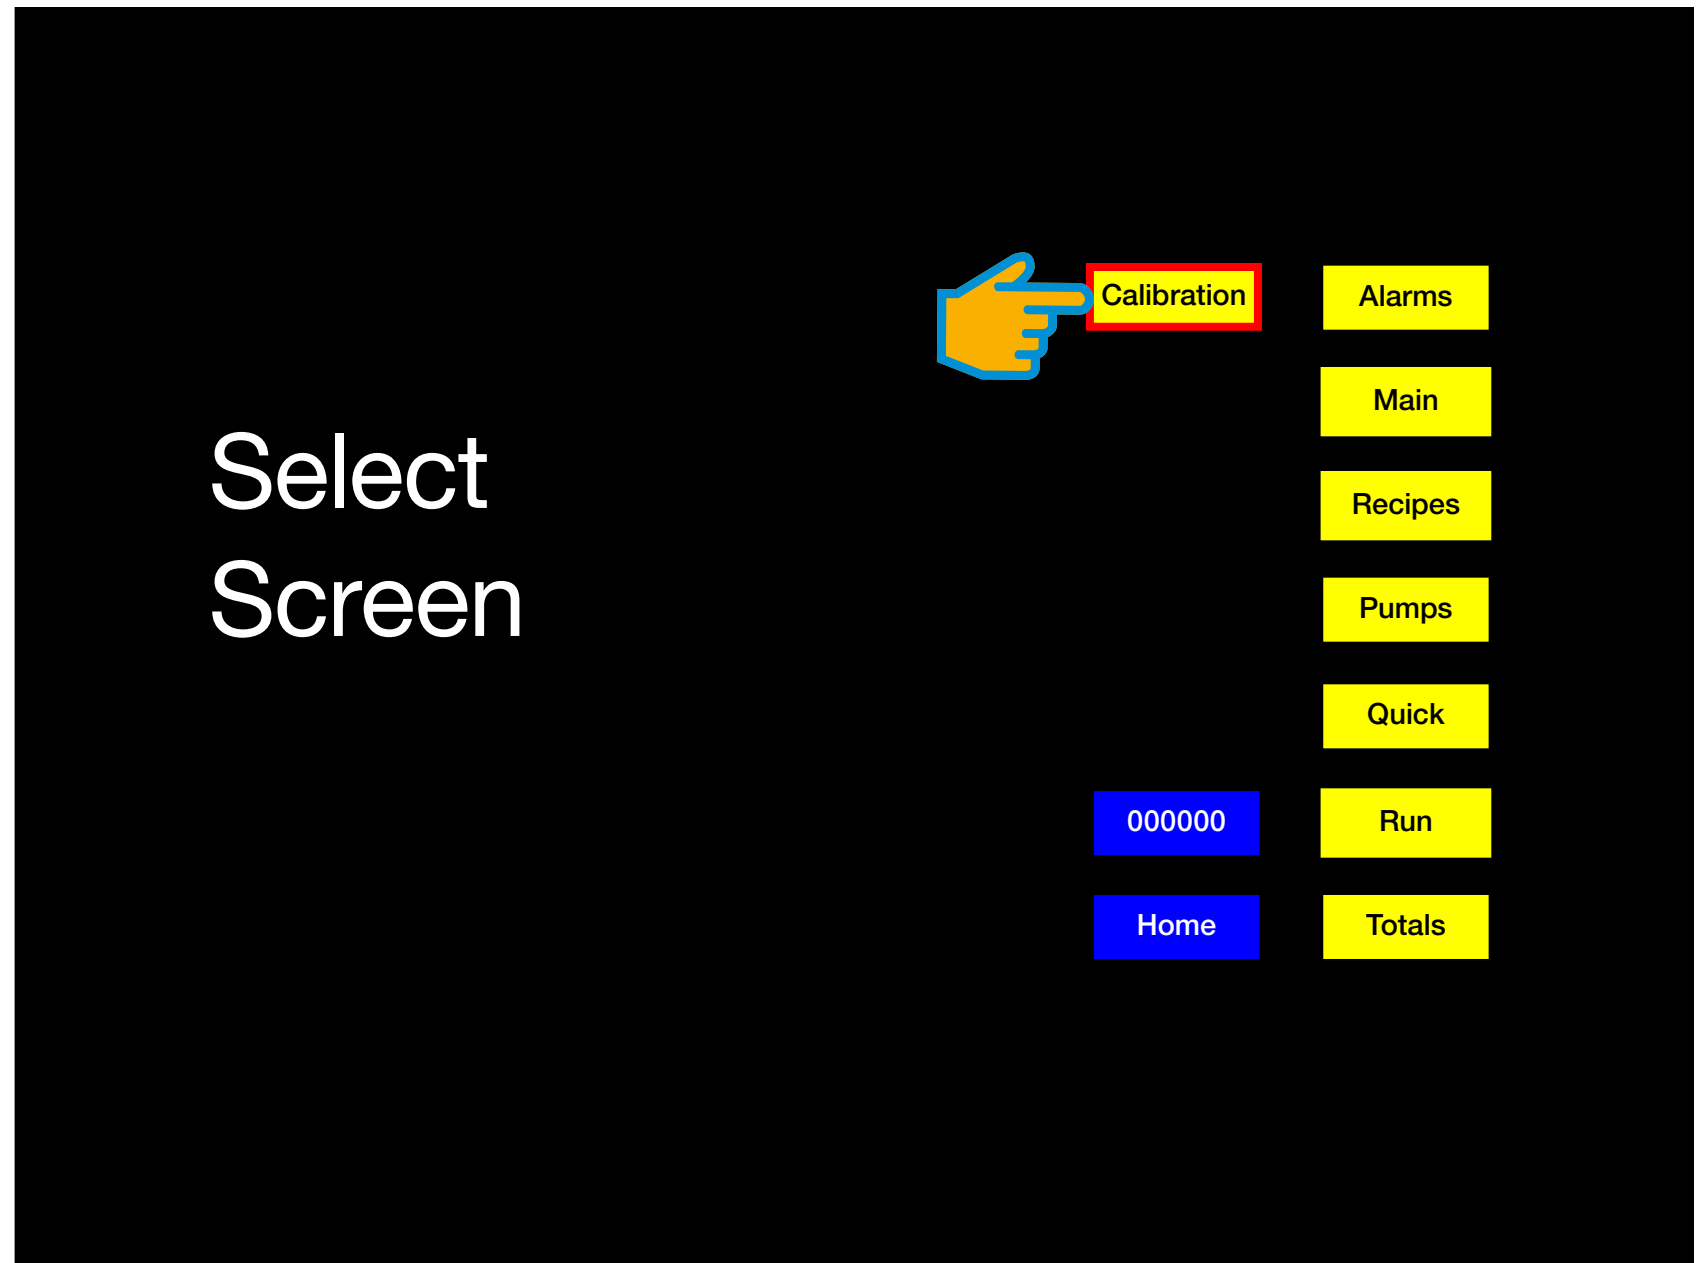 Select
Screen
Calibration
Alarms
Main
Recipes
Pumps
Quick
000000
Run
Home
Totals